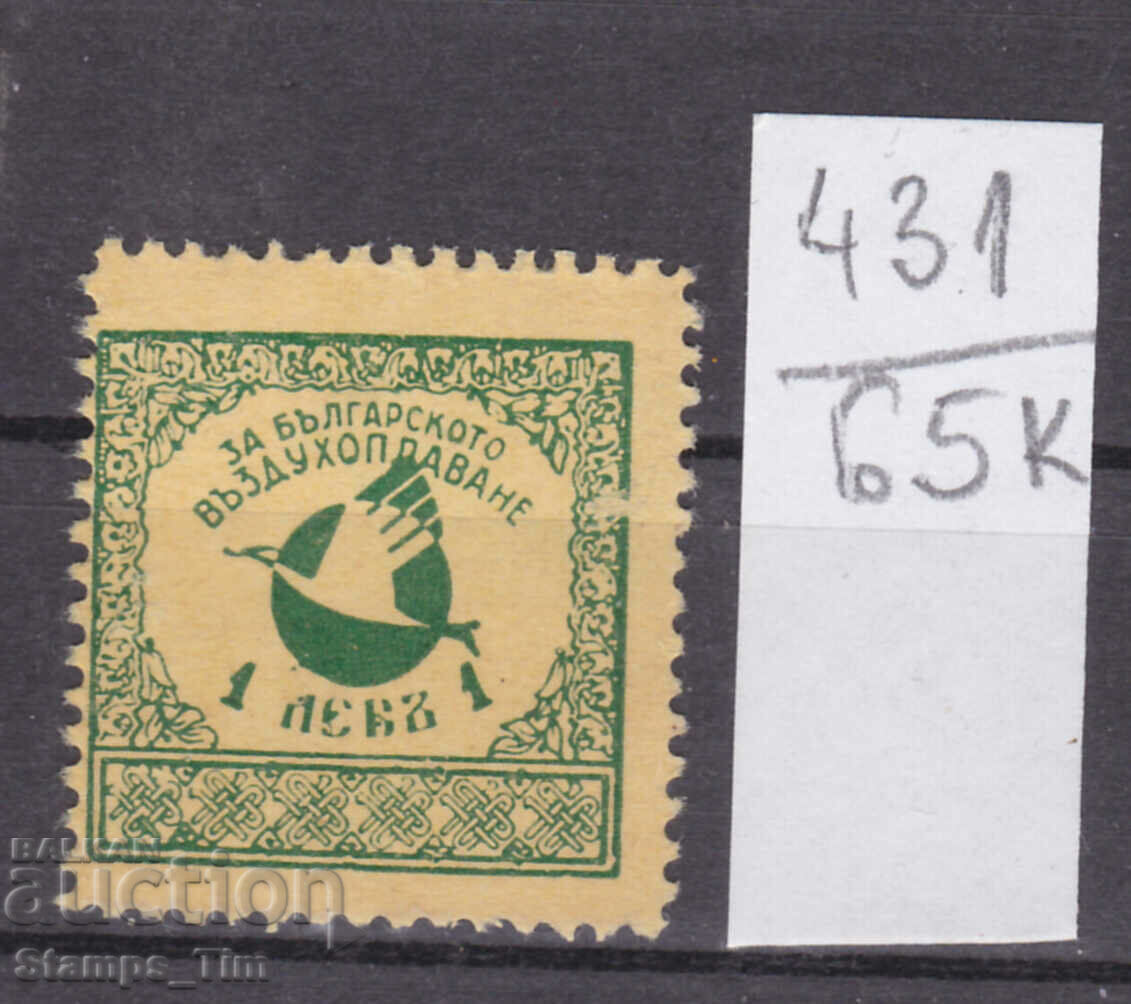 ЗА БЪЛГАРСКОТО
ВЪЗДУХОПЛАВАНЕ
1 ЛЕВЪ 1
431
65К
BALKAN
auction
Stamps_Tim